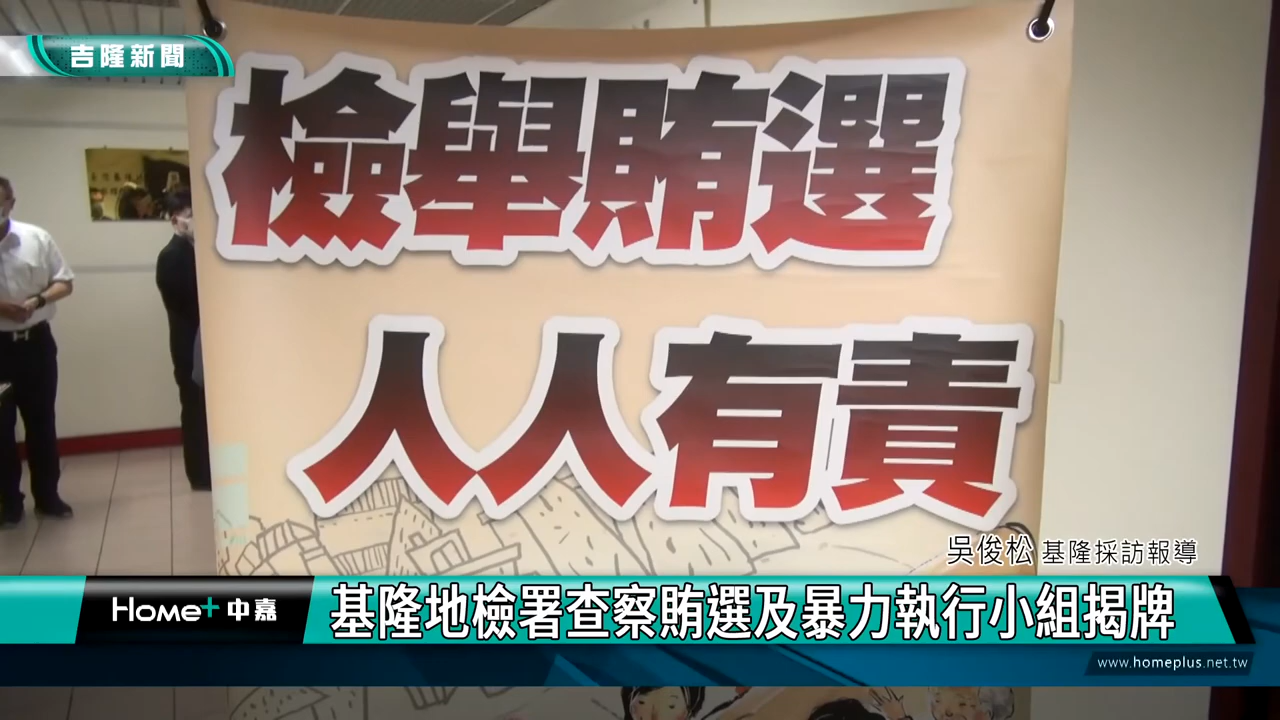 吉隆新聞
檢舉賄選
人人有責
吳俊松 基隆採訪報導
Home+ 中嘉
基隆地檢署查察賄選及暴力執行小組揭牌
www.homeplus.net.tw